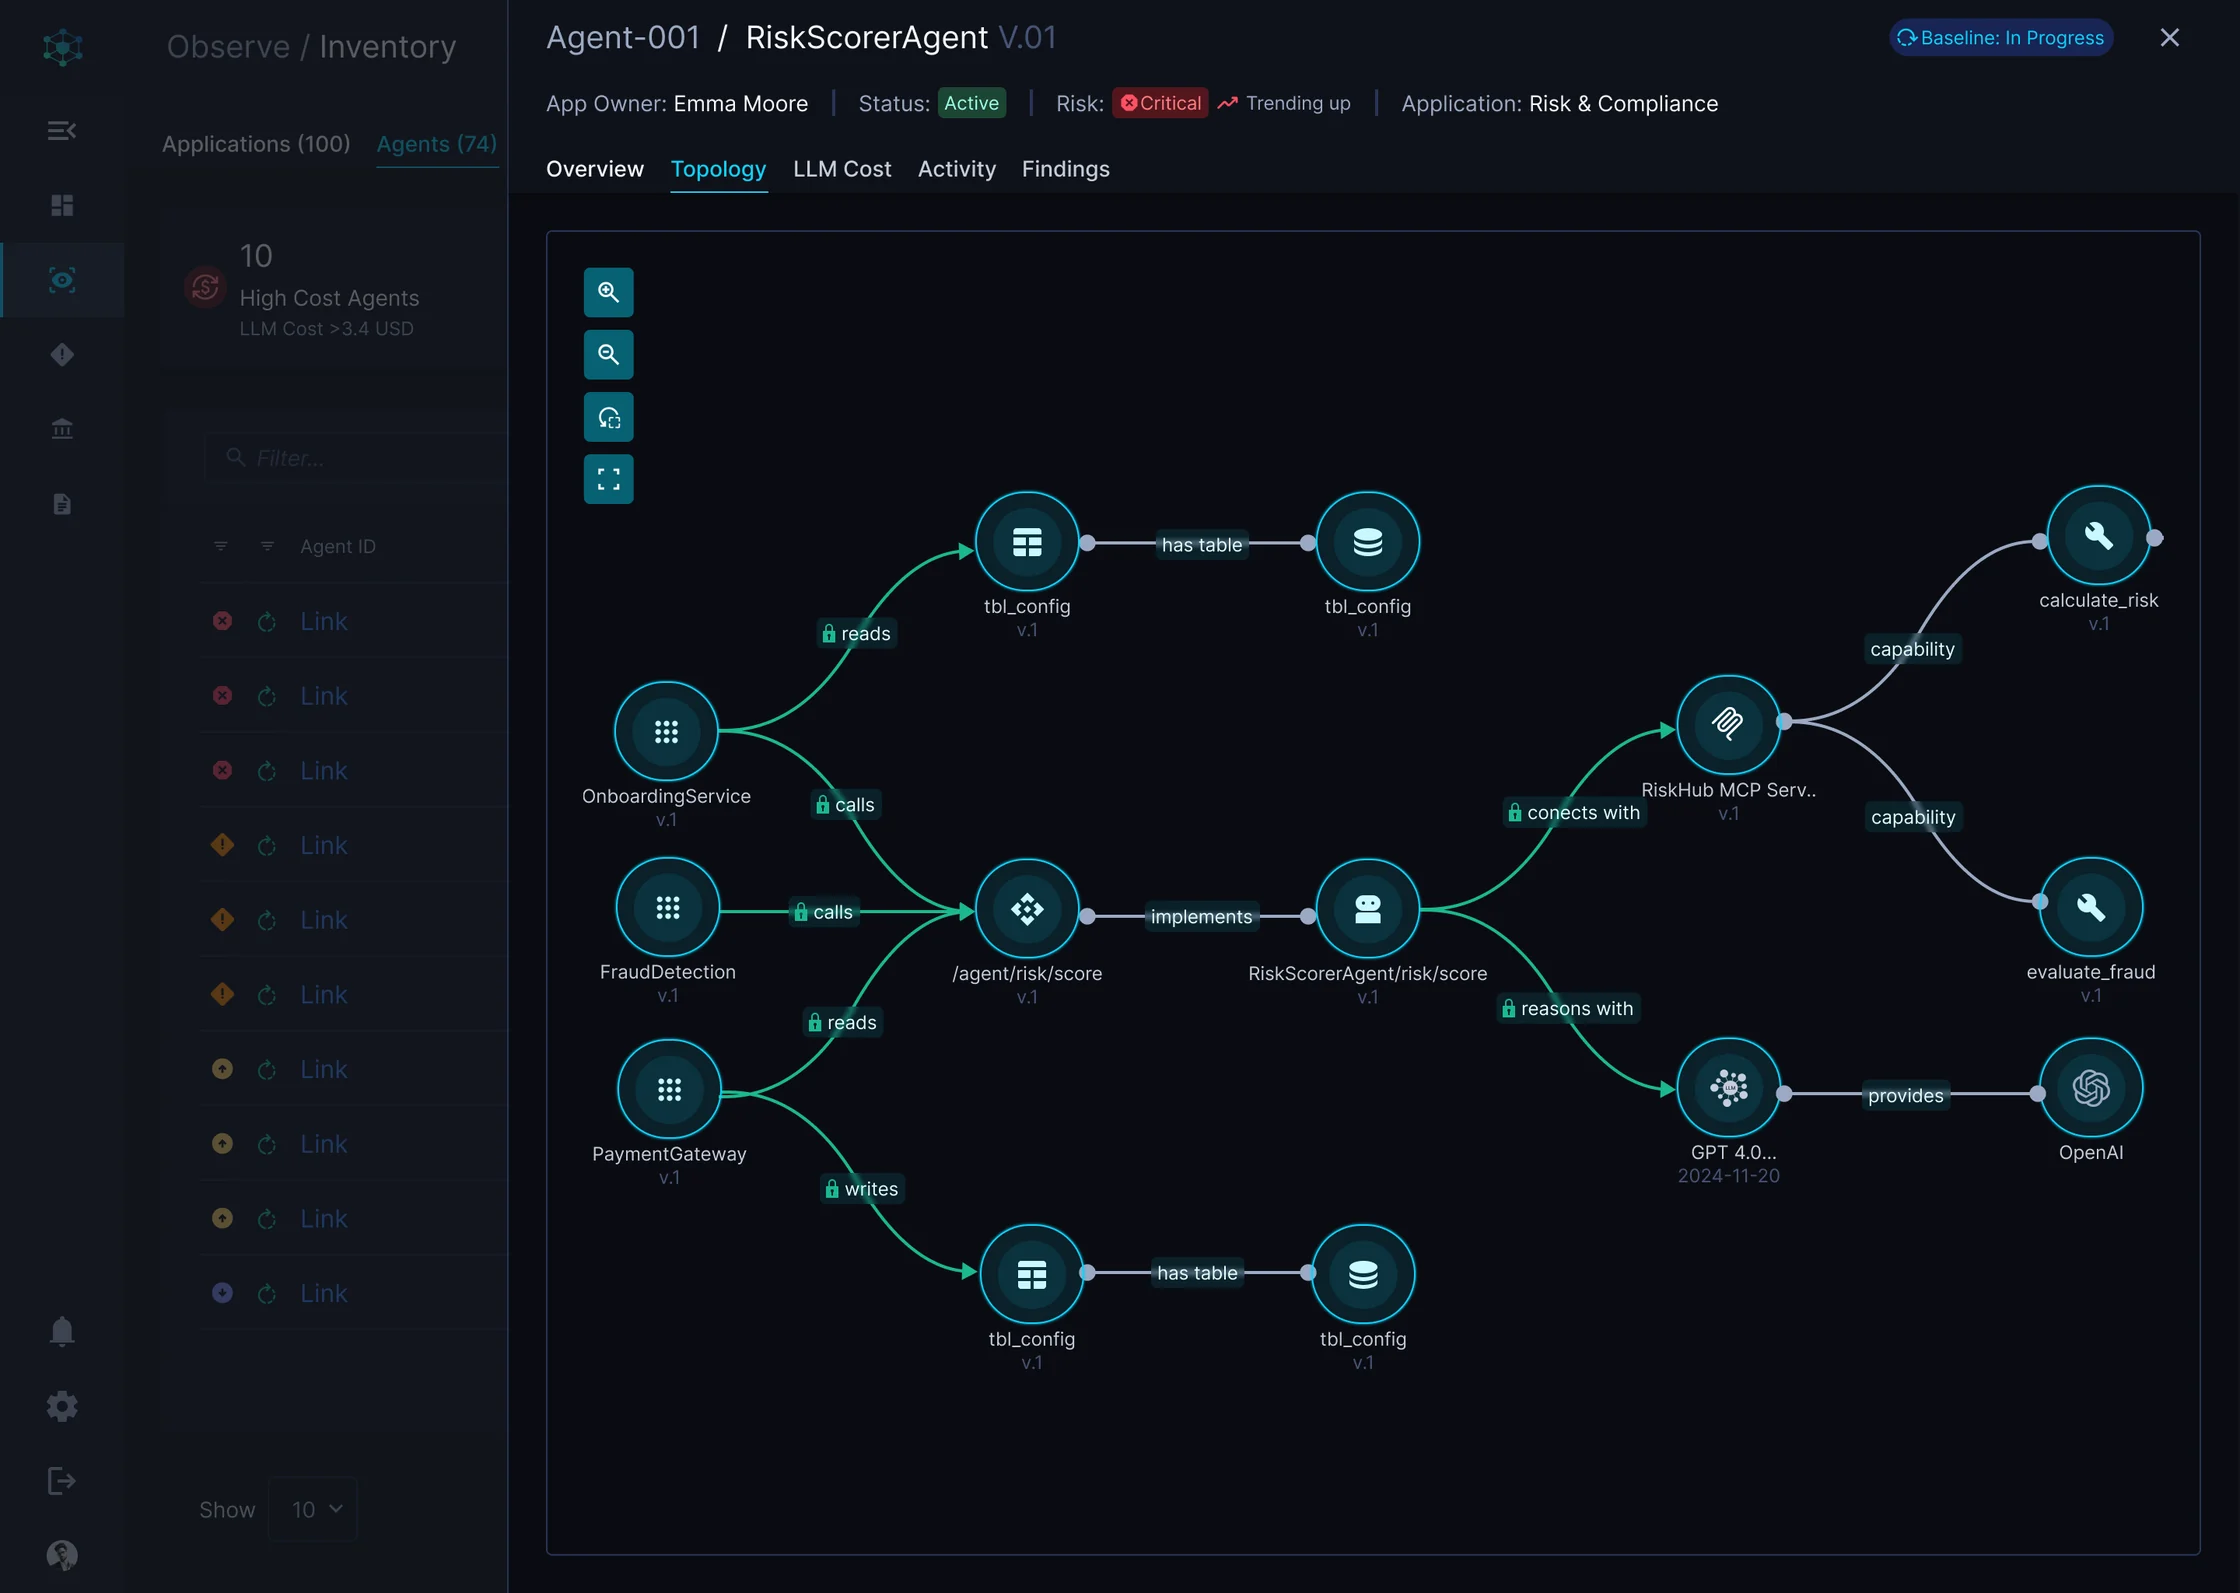 Observe / Inventory
Applications (100)
Agents (74)
10
High Cost Agents
LLM Cost >3.4 USD
Filter...
Agent ID
Link
Link
Link
Link
Link
Link
Link
Link
Link
Link
Show
10
Agent-001 / RiskScorerAgent V.01
Baseline: In Progress
App Owner: Emma Moore
Status: Active
Risk: Critical Trending up
Application: Risk & Compliance
Overview
Topology
LLM Cost
Activity
Findings
has table
tbl_config
v.1
tbl_config
v.1
calculate_risk
v.1
reads
capability
OnboardingService
v.1
calls
conects with
RiskHub MCP Serv..
v.1
capability
FraudDetection
v.1
calls
/agent/risk/score
v.1
implements
RiskScorerAgent/risk/score
v.1
evaluate_fraud
v.1
reads
reasons with
PaymentGateway
v.1
LLM
GPT 4.0...
2024-11-20
provides
OpenAI
writes
has table
tbl_config
v.1
tbl_config
v.1